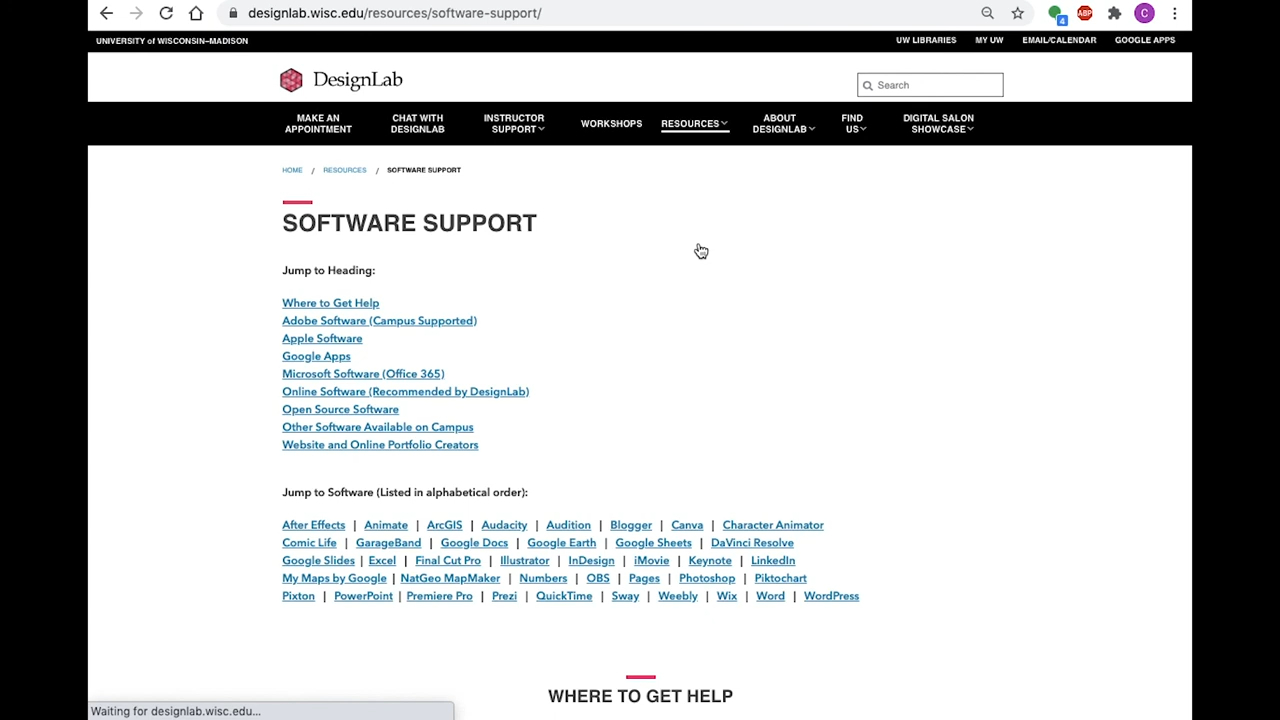 designlab.wisc.edu/resources/software-support/
4
ABP
C
UNIVERSITY of WISCONSIN–MADISON
UW LIBRARIES MY UW EMAIL/CALENDAR GOOGLE APPS
DesignLab
Search
MAKE AN APPOINTMENT
CHAT WITH DESIGNLAB
INSTRUCTOR SUPPORT
WORKSHOPS
RESOURCES
ABOUT DESIGNLAB
FIND US
DIGITAL SALON SHOWCASE
HOME / RESOURCES / SOFTWARE SUPPORT
SOFTWARE SUPPORT
Jump to Heading:
Where to Get Help
Adobe Software (Campus Supported)
Apple Software
Google Apps
Microsoft Software (Office 365)
Online Software (Recommended by DesignLab)
Open Source Software
Other Software Available on Campus
Website and Online Portfolio Creators
Jump to Software (Listed in alphabetical order):
After Effects | Animate | ArcGIS | Audacity | Audition | Blogger | Canva | Character Animator
Comic Life | GarageBand | Google Docs | Google Earth | Google Sheets | DaVinci Resolve
Google Slides | Excel | Final Cut Pro | Illustrator | InDesign | iMovie | Keynote | LinkedIn
My Maps by Google | NatGeo MapMaker | Numbers | OBS | Pages | Photoshop | Piktochart
Pixton | PowerPoint | Premiere Pro | Prezi | QuickTime | Sway | Weebly | Wix | Word | WordPress
WHERE TO GET HELP
Waiting for designlab.wisc.edu...